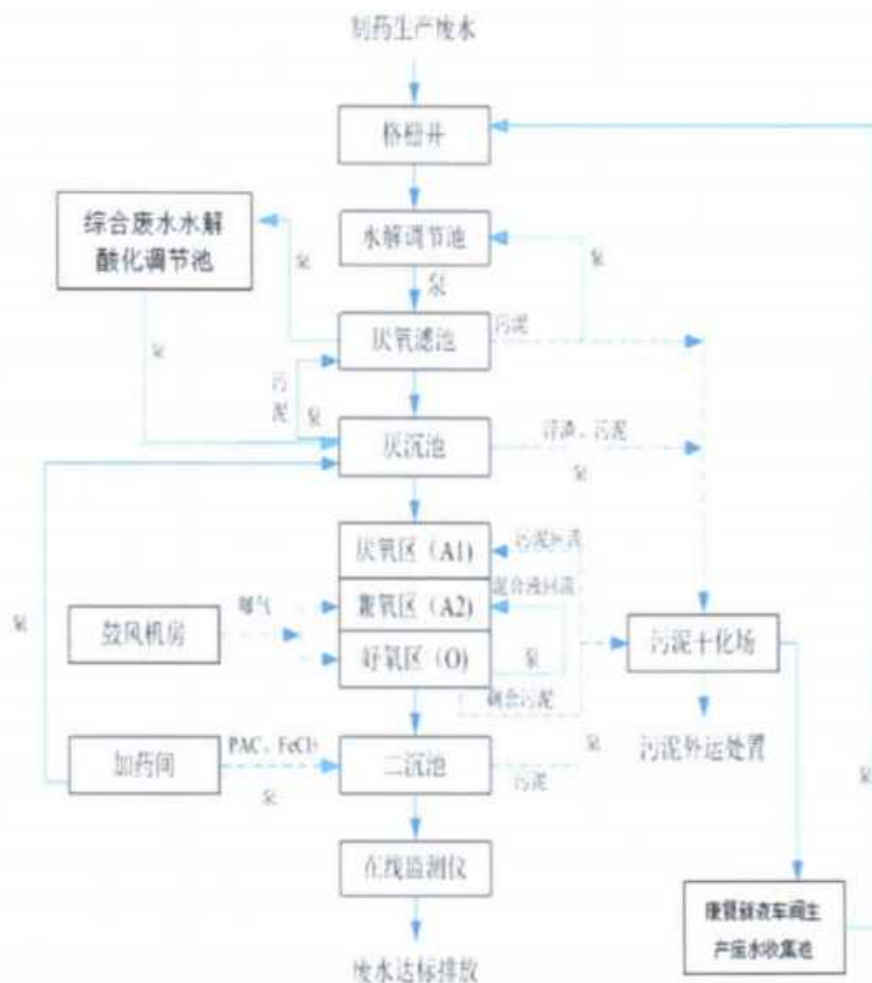 制药生产废水
格栅井
综合废水水解
酸化调节池
水解调节池
泵
泵
泵
厌氧滤池
污泥
泵
污
泥
泵
厌沉池
浮渣、污泥
泵
厌氧区（A1）
污泥回流
混合液回流
曝气
缺氧区（A2）
鼓风机房
泵
好氧区（O）
泵
污泥干化场
剩余污泥
污泥外运处置
加药间
PAC、FeCl
泵
二沉池
污泥
泵
泵
在线监测仪
车间生
产废水收集池
废水达标排放